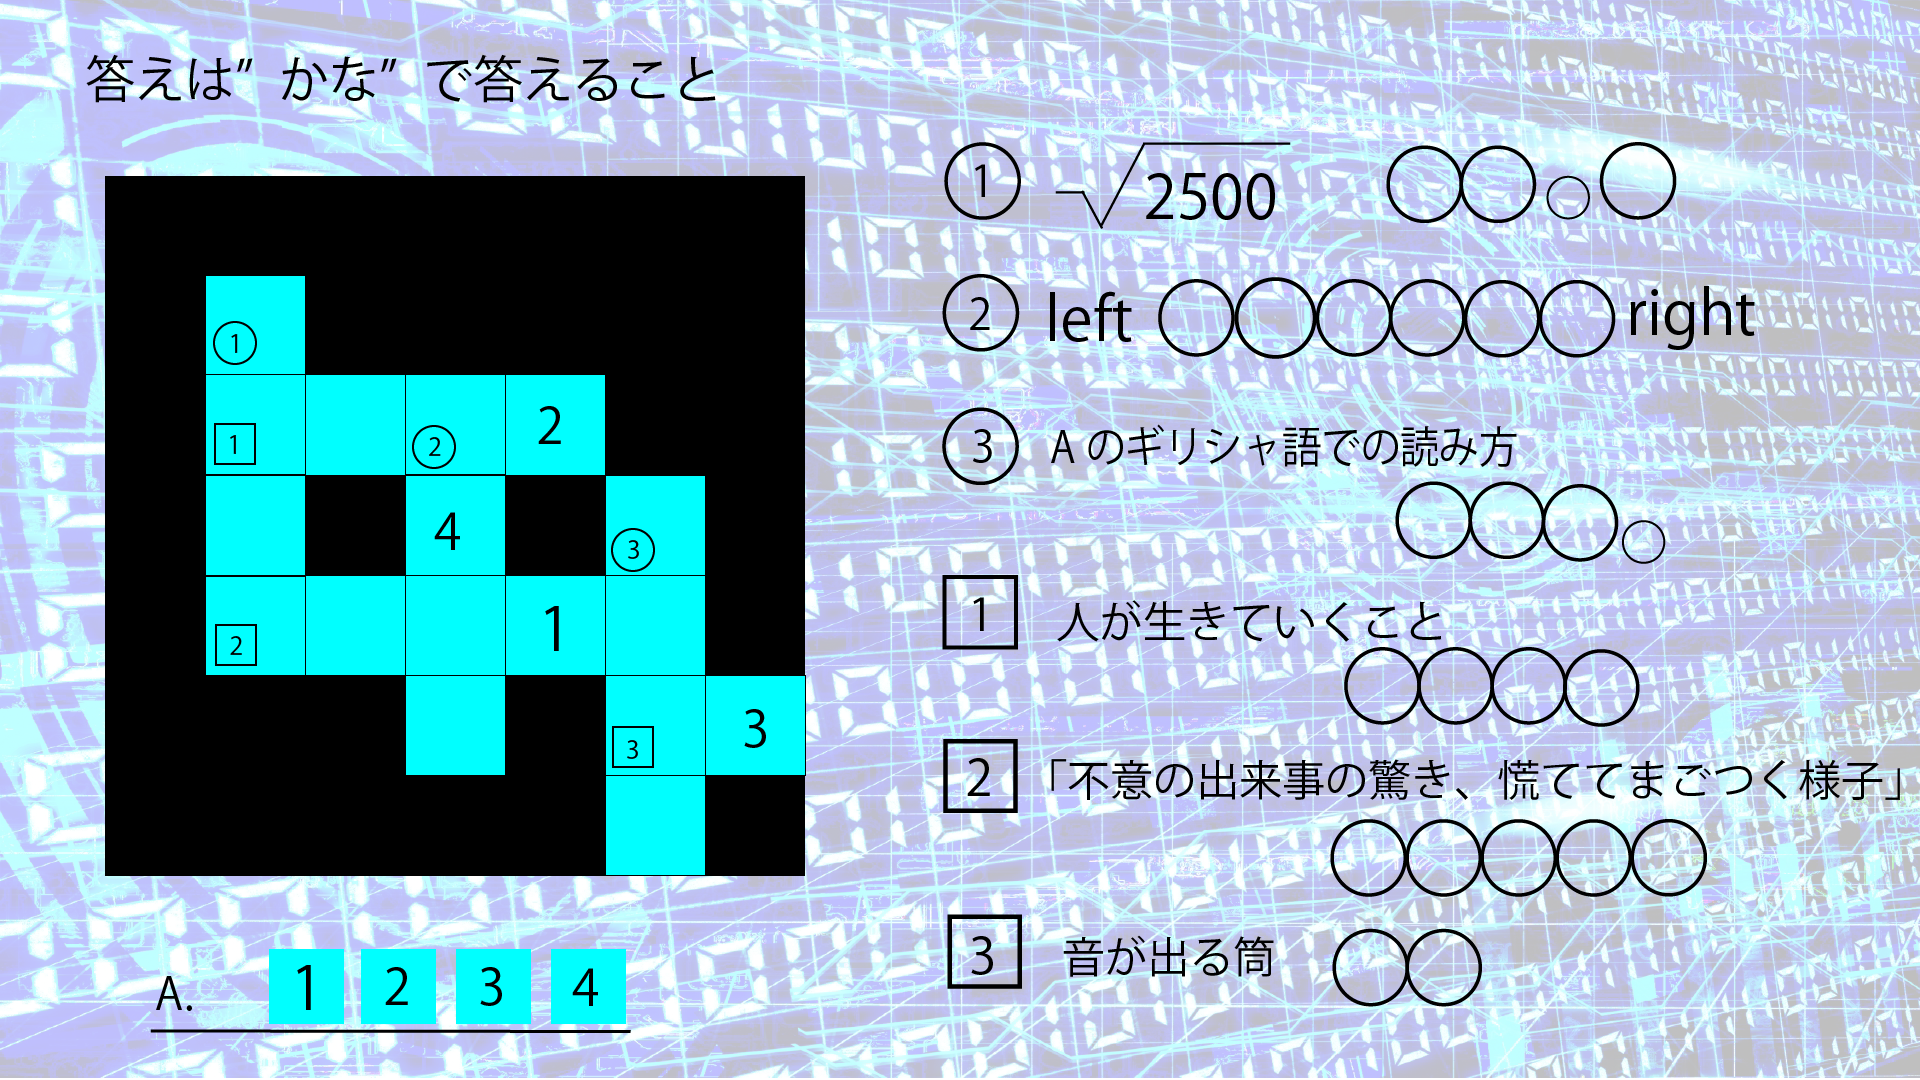 答えは”かな”で答えること
① √2500 ○○○○
② left ○○○○○○ right
③ Aのギリシャ語での読み方
○○○○
1 人が生きていくこと
○○○○
2 「不意の出来事の驚き、慌ててまごつく様子」
○○○○○
3 音が出る筒
○○
①
1 ② 2
4 ③
2 1
3 3
A. 1 2 3 4